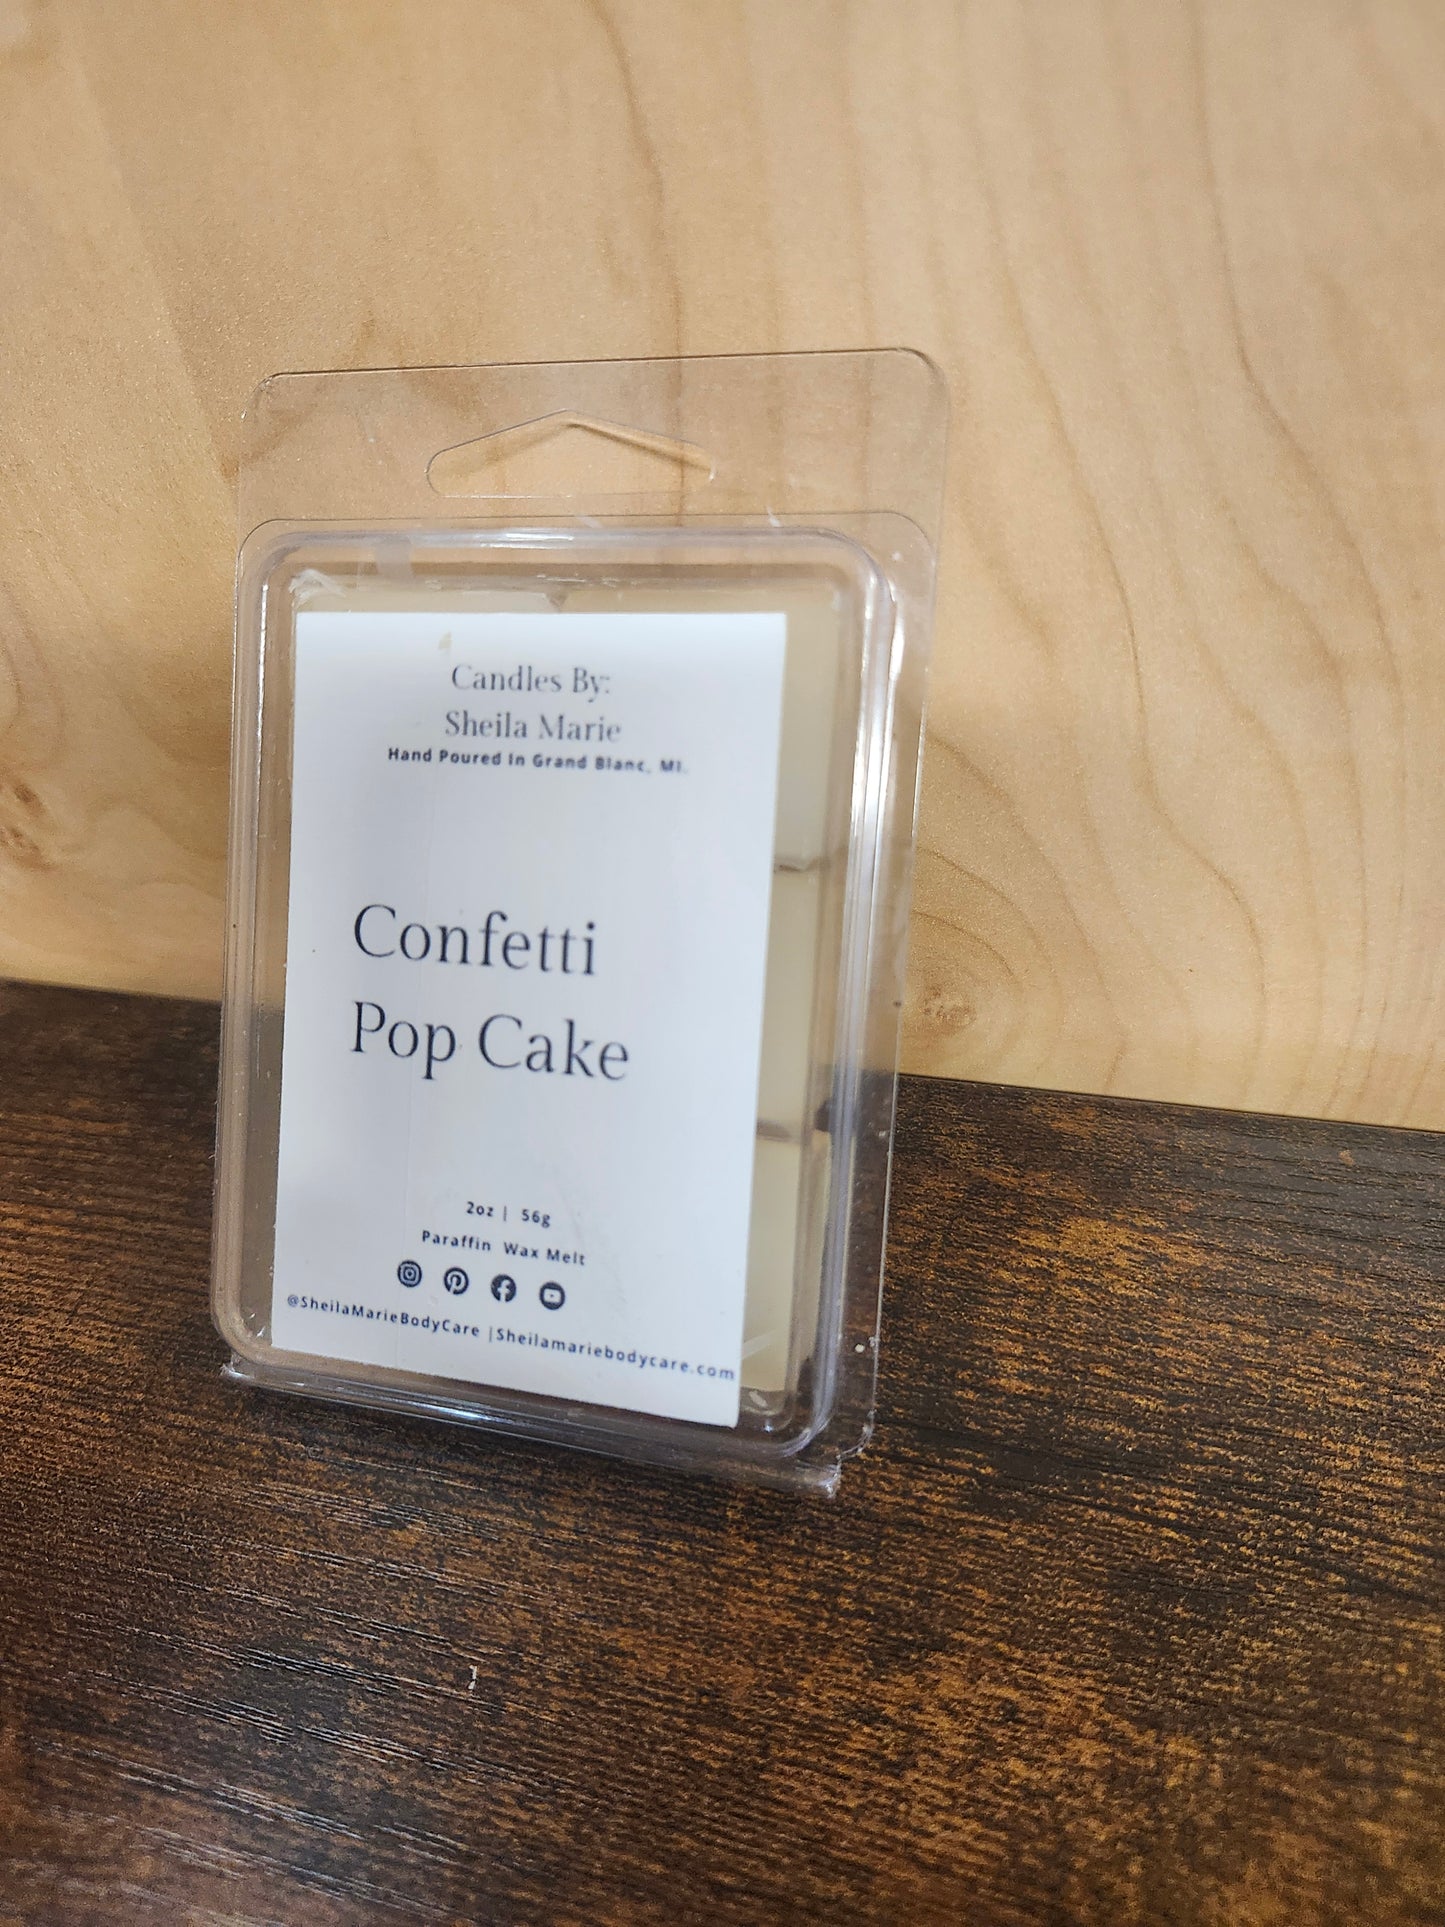 Candles By:
Sheila Marie
Hand Poured In Grand Blanc, MI.
Confetti
Pop Cake
2oz | 56g
Paraffin Wax Melt
@SheilaMarieBodyCare |Sheilamariebodycare.com